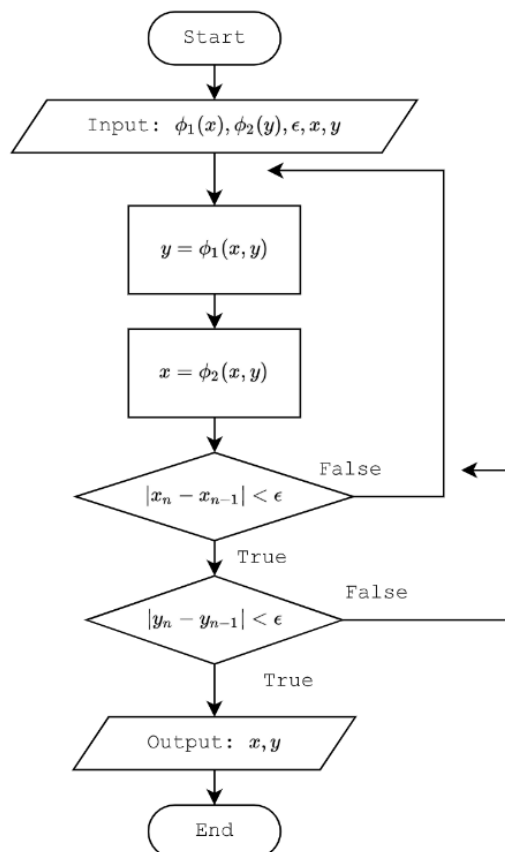 Start
Input: ϕ₁(x), ϕ₂(y), ϵ, x, y
y = ϕ₁(x, y)
x = ϕ₂(x, y)
False
|xₙ − xₙ₋₁| < ϵ
True
False
|yₙ − yₙ₋₁| < ϵ
True
Output: x, y
End